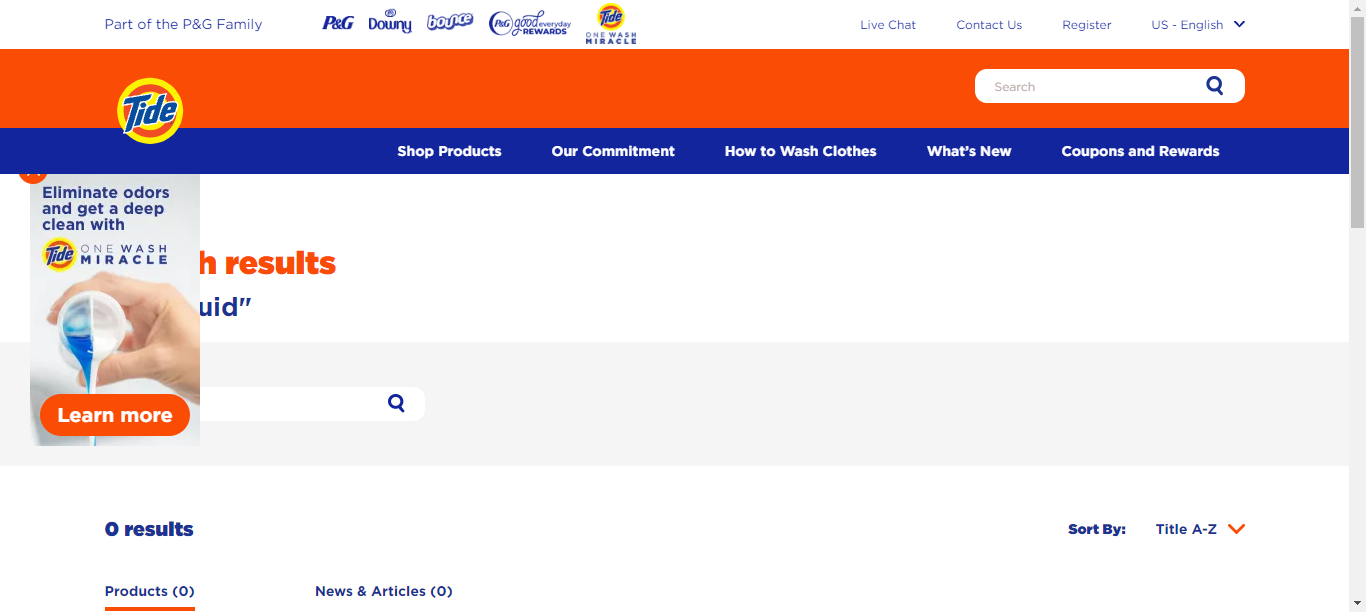 Part of the P&G Family
P&G
Downy
bounce
P&G good everyday
REWARDS
Tide
ONE WASH
MIRACLE
Live Chat
Contact Us
Register
US - English
Tide
Search
Shop Products
Our Commitment
How to Wash Clothes
What's New
Coupons and Rewards
Eliminate odors
and get a deep
clean with
Tide
ONE WASH
MIRACLE
Learn more
h results
uid"
0 results
Sort By:
Title A-Z
Products (0)
News & Articles (0)